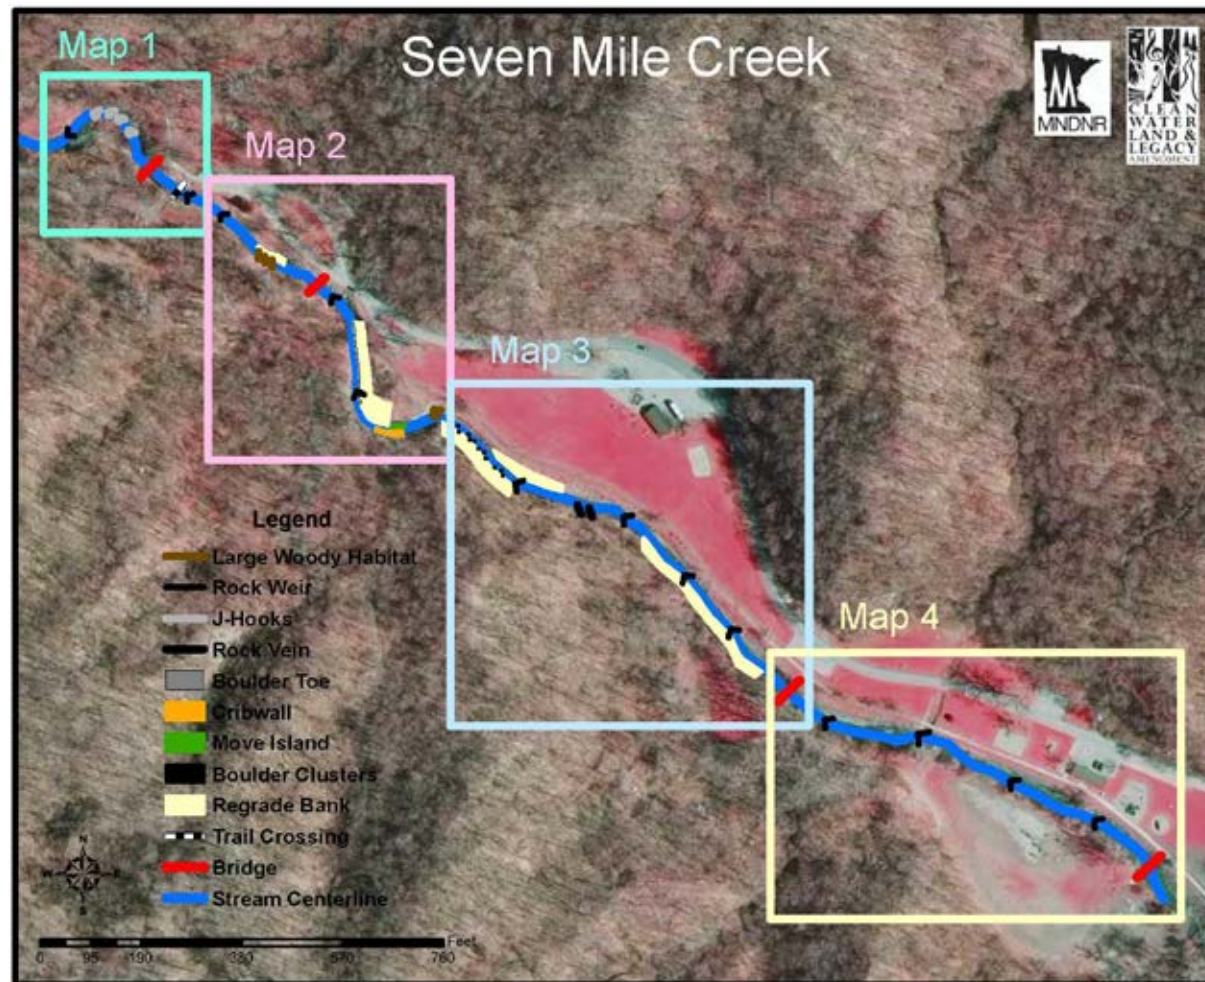 Map 1
Seven Mile Creek
MNDNR
CLEAN
WATER
LAND &
LEGACY
AMENDMENT
Map 2
Map 3
Map 4
Legend
Large Woody Habitat
Rock Weir
J-Hooks
Rock Vein
Boulder Toe
Cribwall
Move Island
Boulder Clusters
Regrade Bank
Trail Crossing
Bridge
Stream Centerline
N
W E
S
Feet
0 95 190 380 570 760